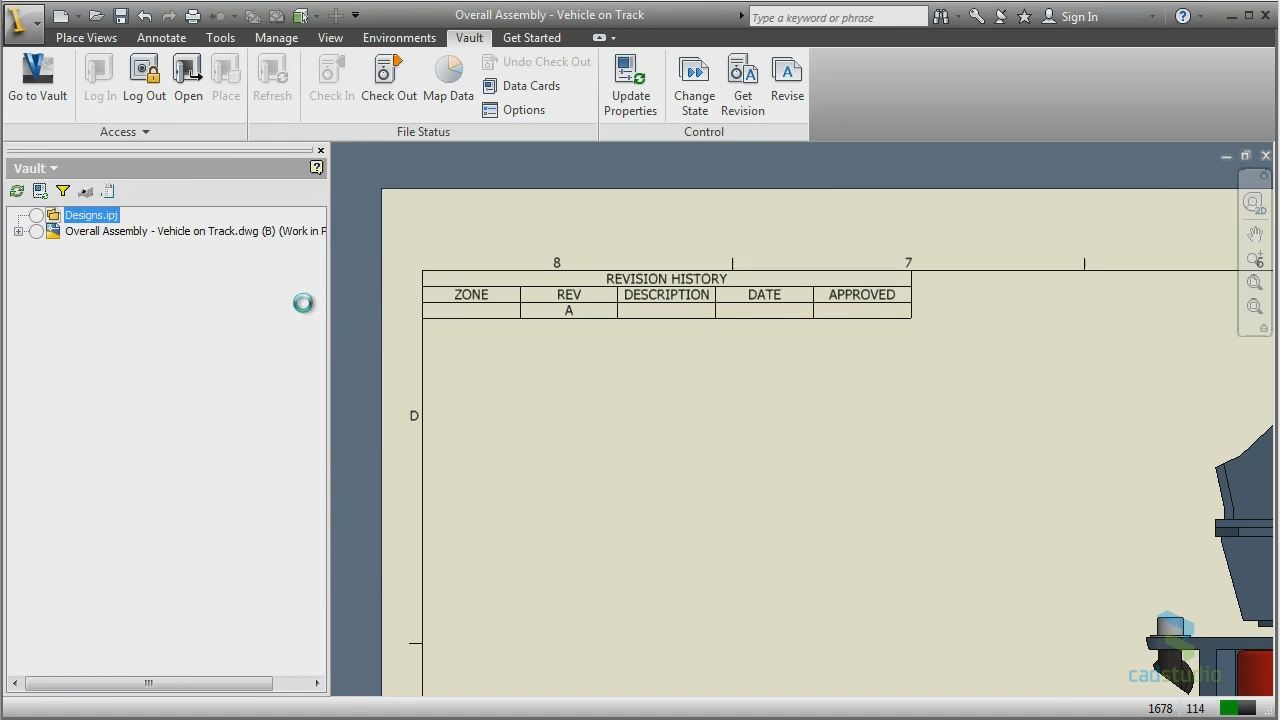 Overall Assembly - Vehicle on Track
Type a keyword or phrase
Sign In
Place Views Annotate Tools Manage View Environments Vault Get Started
Go to Vault
Log In
Log Out
Open
Place
Refresh
Check In
Check Out
Map Data
Undo Check Out
Data Cards
Options
Update
Properties
Change
State
Get
Revision
Revise
Access
File Status
Control
Vault
Designs.ipj
Overall Assembly - Vehicle on Track.dwg (B) (Work in P
8 7 6
REVISION HISTORY
ZONE REV DESCRIPTION DATE APPROVED
A
D
2D
cadstudio
1678 114